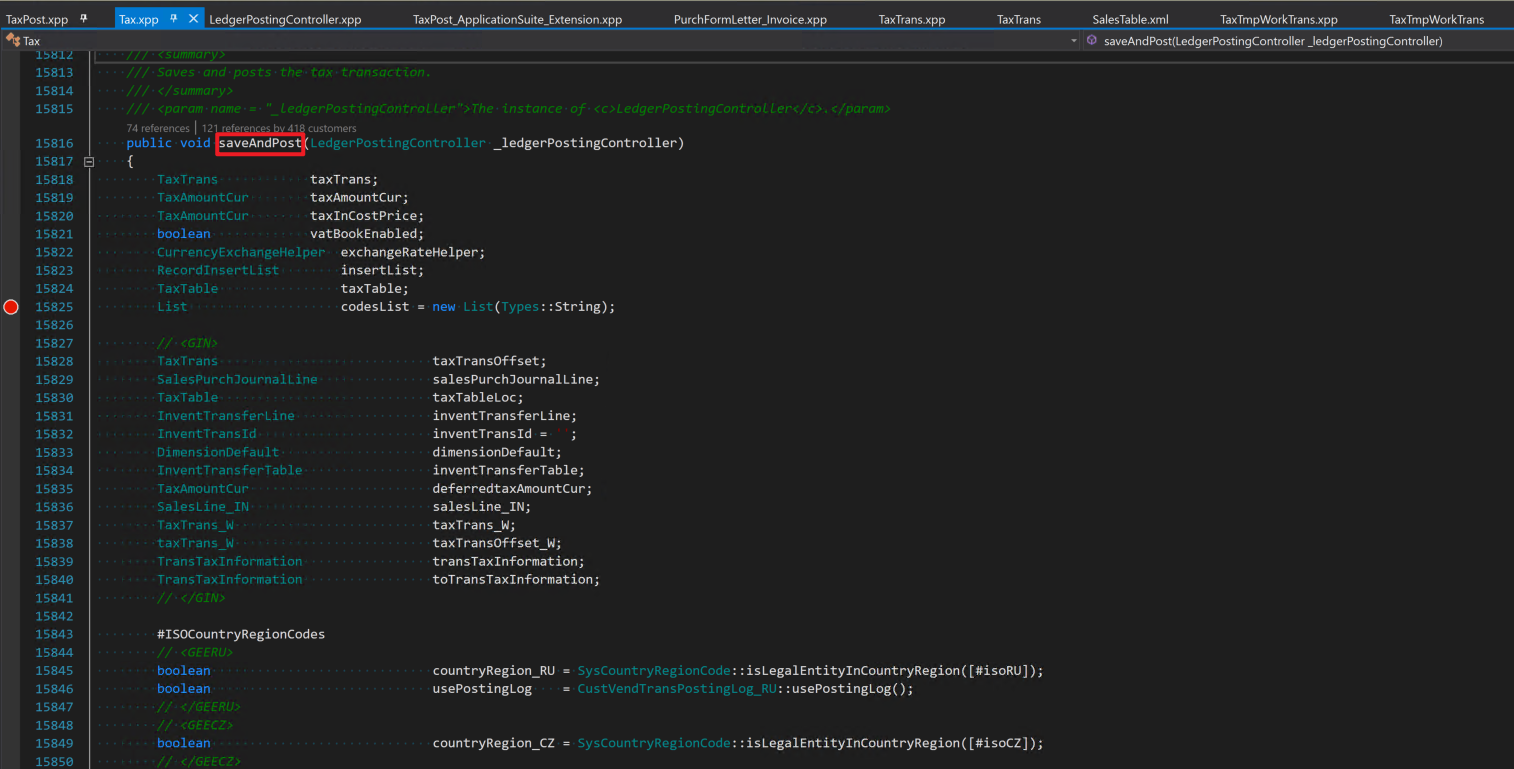 TaxPost.xpp Tax.xpp LedgerPostingController.xpp TaxPost_ApplicationSuite_Extension.xpp PurchFormLetter_Invoice.xpp TaxTrans.xpp TaxTrans SalesTable.xml TaxTmpWorkTrans.xpp TaxTmpWorkTrans
Tax saveAndPost(LedgerPostingController _ledgerPostingController)
15812 /// <summary>
15813 /// Saves and posts the tax transaction.
15814 /// </summary>
15815 /// <param name = "_ledgerPostingController">The instance of <c>LedgerPostingController</c>.</param>
74 references | 121 references by 418 customers
15816 public void saveAndPost(LedgerPostingController _ledgerPostingController)
15817 {
15818 TaxTrans taxTrans;
15819 TaxAmountCur taxAmountCur;
15820 TaxAmountCur taxInCostPrice;
15821 boolean vatBookEnabled;
15822 CurrencyExchangeHelper exchangeRateHelper;
15823 RecordInsertList insertList;
15824 TaxTable taxTable;
15825 List codesList = new List(Types::String);
15826
15827 // <GIN>
15828 TaxTrans taxTransOffset;
15829 SalesPurchJournalLine salesPurchJournalLine;
15830 TaxTable taxTableLoc;
15831 InventTransferLine inventTransferLine;
15832 InventTransId inventTransId = '';
15833 DimensionDefault dimensionDefault;
15834 InventTransferTable inventTransferTable;
15835 TaxAmountCur deferredtaxAmountCur;
15836 SalesLine_IN salesLine_IN;
15837 TaxTrans_W taxTrans_W;
15838 taxTrans_W taxTransOffset_W;
15839 TransTaxInformation transTaxInformation;
15840 TransTaxInformation toTransTaxInformation;
15841 // </GIN>
15842
15843 #ISOCountryRegionCodes
15844 // <GEERU>
15845 boolean countryRegion_RU = SysCountryRegionCode::isLegalEntityInCountryRegion([#isoRU]);
15846 boolean usePostingLog = CustVendTransPostingLog_RU::usePostingLog();
15847 // </GEERU>
15848 // <GEECZ>
15849 boolean countryRegion_CZ = SysCountryRegionCode::isLegalEntityInCountryRegion([#isoCZ]);
15850 // </GEECZ>